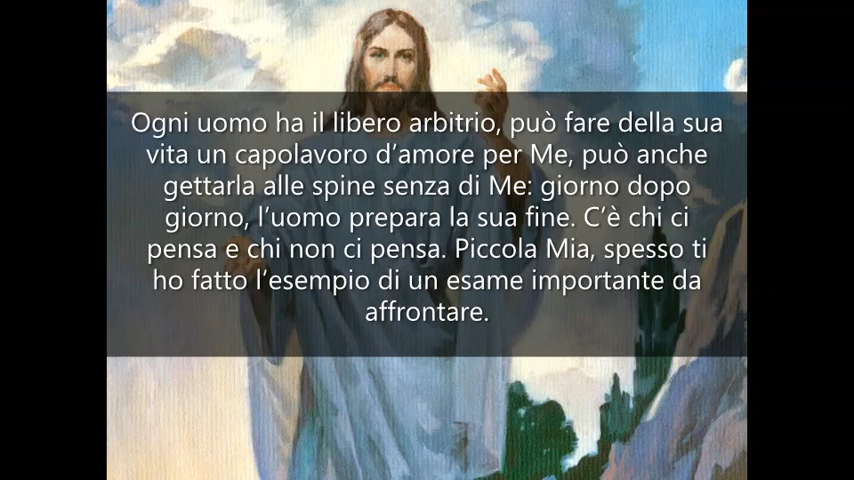 Ogni uomo ha il libero arbitrio, può fare della sua
vita un capolavoro d’amore per Me, può anche
gettarla alle spine senza di Me: giorno dopo
giorno, l’uomo prepara la sua fine. C’è chi ci
pensa e chi non ci pensa. Piccola Mia, spesso ti
ho fatto l’esempio di un esame importante da
affrontare.